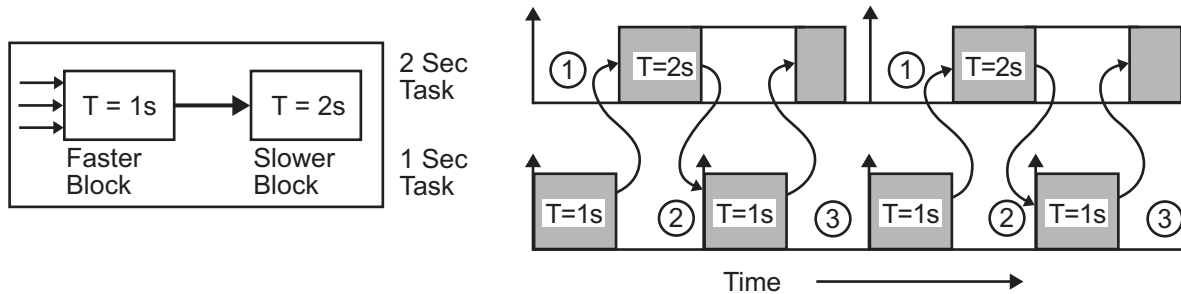 T = 1s
T = 2s
Faster
Block
Slower
Block
2 Sec
Task
1 Sec
Task
1
T=2s
1
T=2s
T=1s
2
T=1s
3
T=1s
2
T=1s
3
Time